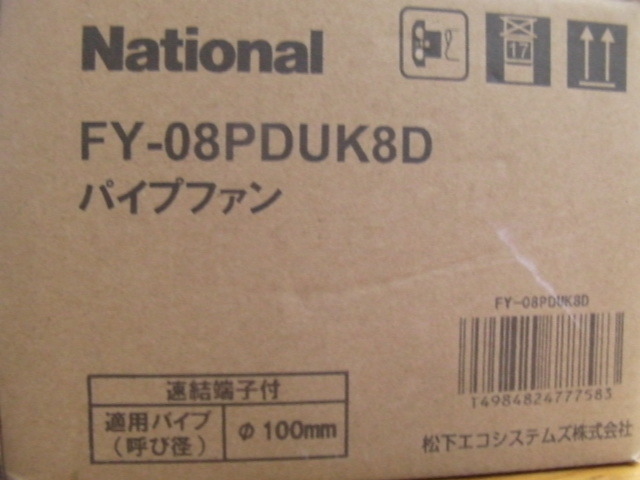 National
17
FY-08PDUK8D
パイプファン
FY-08PDUK8D
T4984824777583
速結端子付
適用パイプ
(呼び径)
φ100mm
松下エコシステムズ株式会社